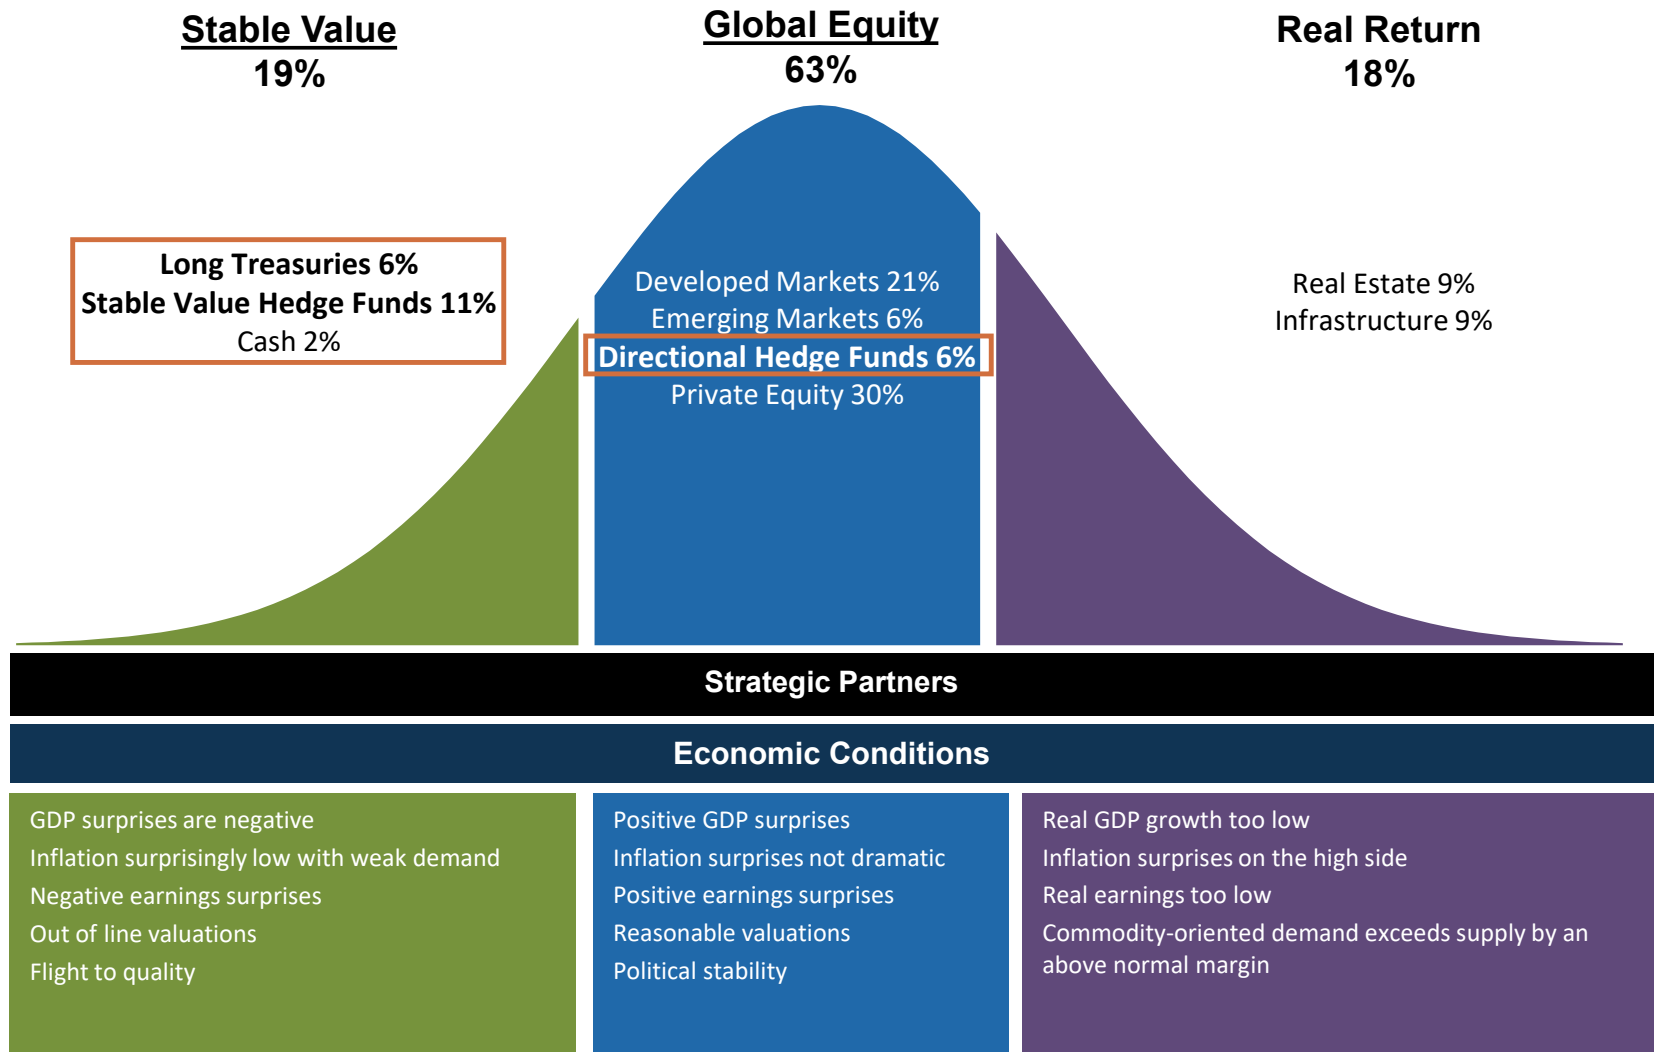 Stable Value
19%
Global Equity
63%
Real Return
18%
Long Treasuries 6%
Stable Value Hedge Funds 11%
Cash 2%
Developed Markets 21%
Emerging Markets 6%
Directional Hedge Funds 6%
Private Equity 30%
Real Estate 9%
Infrastructure 9%
Strategic Partners
Economic Conditions
GDP surprises are negative
Inflation surprisingly low with weak demand
Negative earnings surprises
Out of line valuations
Flight to quality
Positive GDP surprises
Inflation surprises not dramatic
Positive earnings surprises
Reasonable valuations
Political stability
Real GDP growth too low
Inflation surprises on the high side
Real earnings too low
Commodity-oriented demand exceeds supply by an
above normal margin